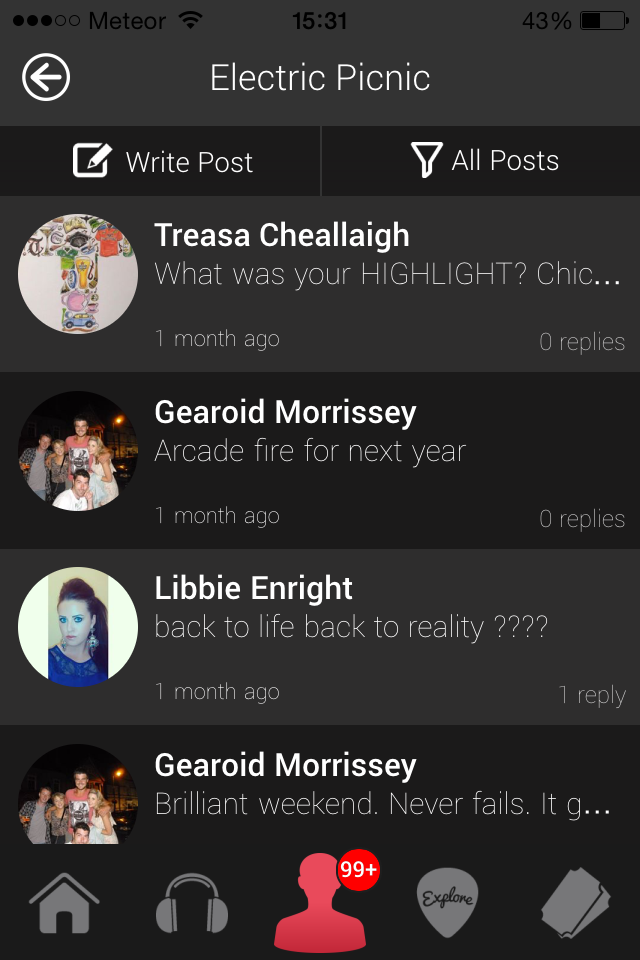 Meteor 15:31 43%
Electric Picnic
Write Post
All Posts
Treasa Cheallaigh
What was your HIGHLIGHT? Chic...
1 month ago
0 replies
Gearoid Morrissey
Arcade fire for next year
1 month ago
0 replies
Libbie Enright
back to life back to reality ????
1 month ago
1 reply
Gearoid Morrissey
Brilliant weekend. Never fails. It g...
99+
Explore